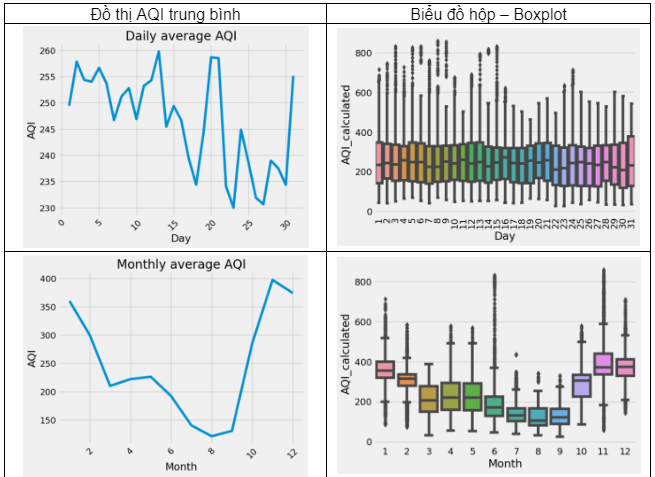 Đồ thị AQI trung bình
Biểu đồ hộp – Boxplot
Daily average AQI
260
255
250
245
240
235
230
AQI
0 5 10 15 20 25 30
Day
800
600
400
200
0
AQI_calculated
1 2 3 4 5 6 7 8 9 10 11 12 13 14 15 16 17 18 19 20 21 22 23 24 25 26 27 28 29 30 31
Day
Monthly average AQI
400
350
300
250
200
150
AQI
2 4 6 8 10 12
Month
800
600
400
200
0
AQI_calculated
1 2 3 4 5 6 7 8 9 10 11 12
Month